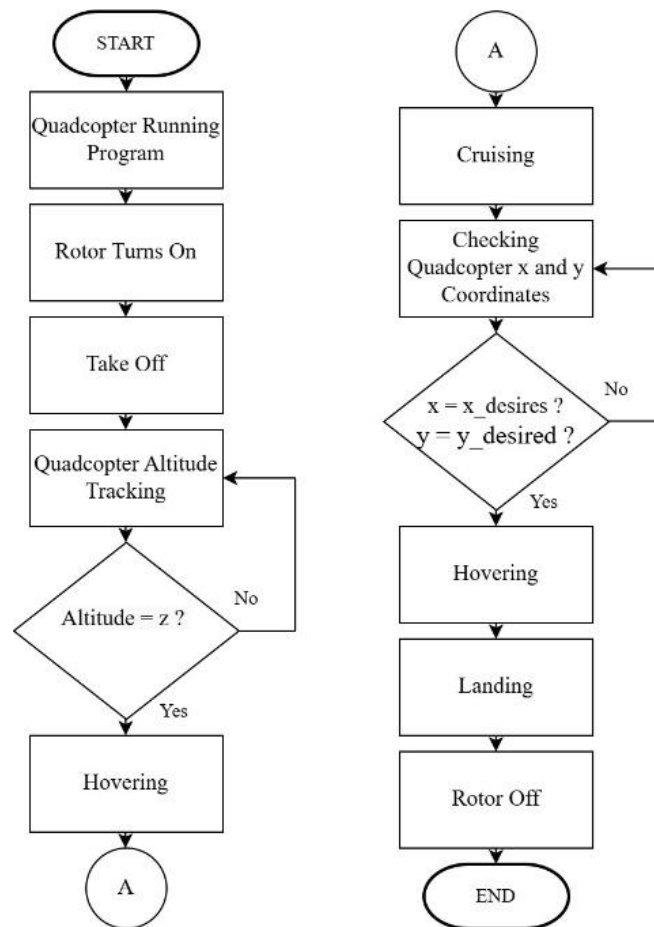 START
Quadcopter Running
Program
Rotor Turns On
Take Off
Quadcopter Altitude
Tracking
Altitude = z ?
No
Yes
Hovering
A
A
Cruising
Checking
Quadcopter x and y
Coordinates
x = x_desires ?
y = y_desired ?
No
Yes
Hovering
Landing
Rotor Off
END